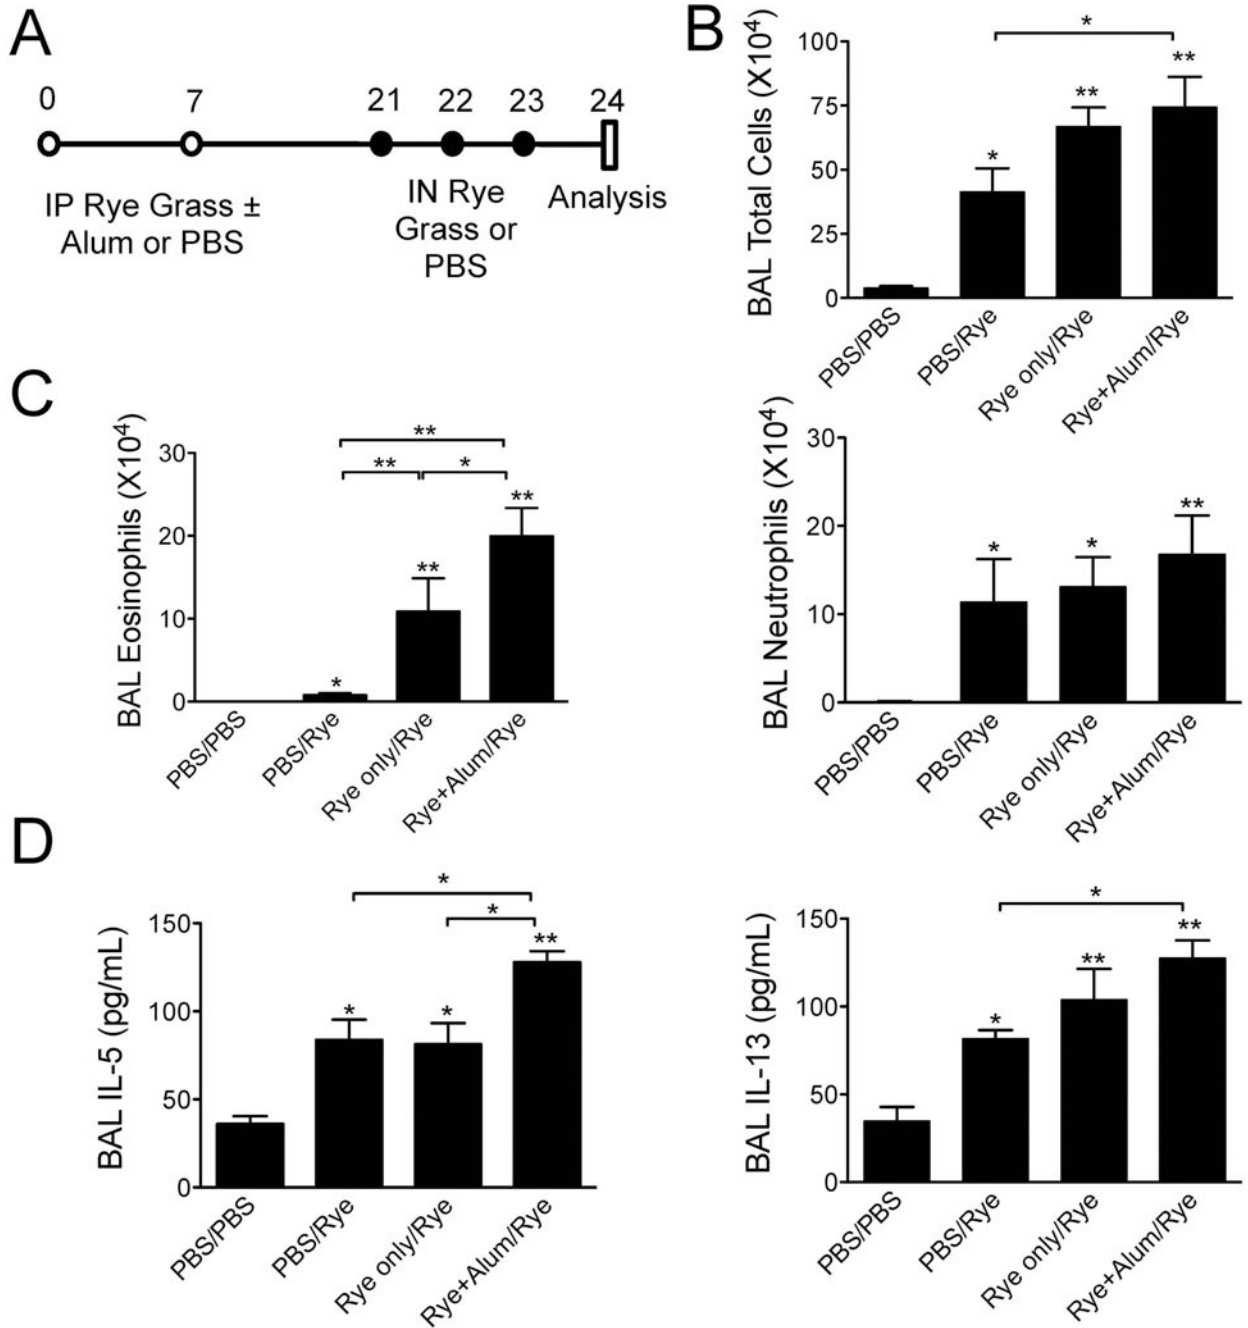 A
0 7 21 22 23 24
IP Rye Grass ±
Alum or PBS
IN Rye
Grass or
PBS
Analysis
B
BAL Total Cells (X10⁴)
100
75
50
25
0
*
*
**
**
PBS/PBS
PBS/Rye
Rye only/Rye
Rye+Alum/Rye
C
BAL Eosinophils (X10⁴)
30
20
10
0
**
**
*
*
**
**
PBS/PBS
PBS/Rye
Rye only/Rye
Rye+Alum/Rye
BAL Neutrophils (X10⁴)
30
20
10
0
*
*
**
PBS/PBS
PBS/Rye
Rye only/Rye
Rye+Alum/Rye
D
BAL IL-5 (pg/mL)
150
100
50
0
*
*
*
*
**
PBS/PBS
PBS/Rye
Rye only/Rye
Rye+Alum/Rye
BAL IL-13 (pg/mL)
150
100
50
0
*
*
**
**
PBS/PBS
PBS/Rye
Rye only/Rye
Rye+Alum/Rye